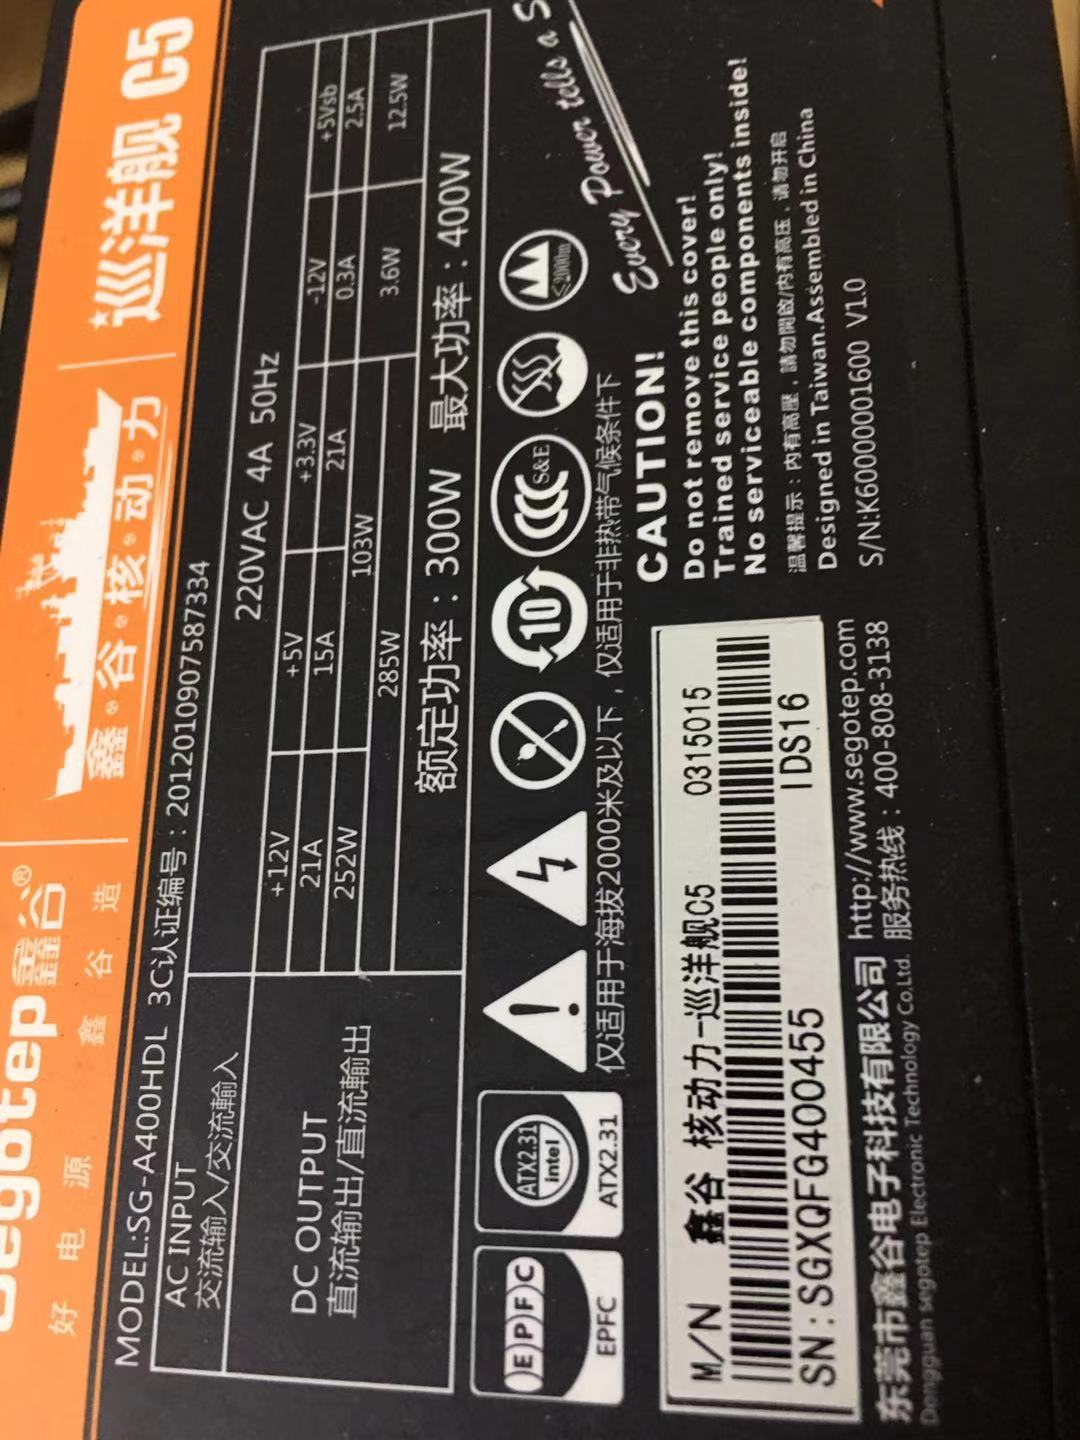 segotep鑫谷®
好电源 鑫谷造
鑫·谷·核·动·力
巡洋舰 C5
MODEL:SG-A400HDL 3C认证编号:2012010907587334
AC INPUT
交流输入/交流輸入
220VAC 4A 50Hz
DC OUTPUT
直流输出/直流輸出
+12V +5V +3.3V -12V +5Vsb
21A 15A 21A 0.3A 2.5A
252W 103W 3.6W 12.5W
285W
额定功率:300W 最大功率:400W
EPFC
EPFC
ATX2.31
intel
ATX2.31
10
S&E
≤2000m
仅适用于海拔2000米及以下,仅适用于非热带气候条件下
Every Power tells a S
CAUTION!
Do not remove this cover!
Trained service people only!
No serviceable components inside!
温馨提示:内有高壓,請勿開啟/内有高压,请勿开启
Designed in Taiwan.Assembled in China
S/N:K6000001600 V1.0
M/N 鑫谷 核动力-巡洋舰C5 0315015
SN:SGXQFG400455 IDS16
东莞市鑫谷电子科技有限公司 http://www.segotep.com
Dongguan segotep Electronic Technology Co.Ltd. 服务热线:400-808-3138